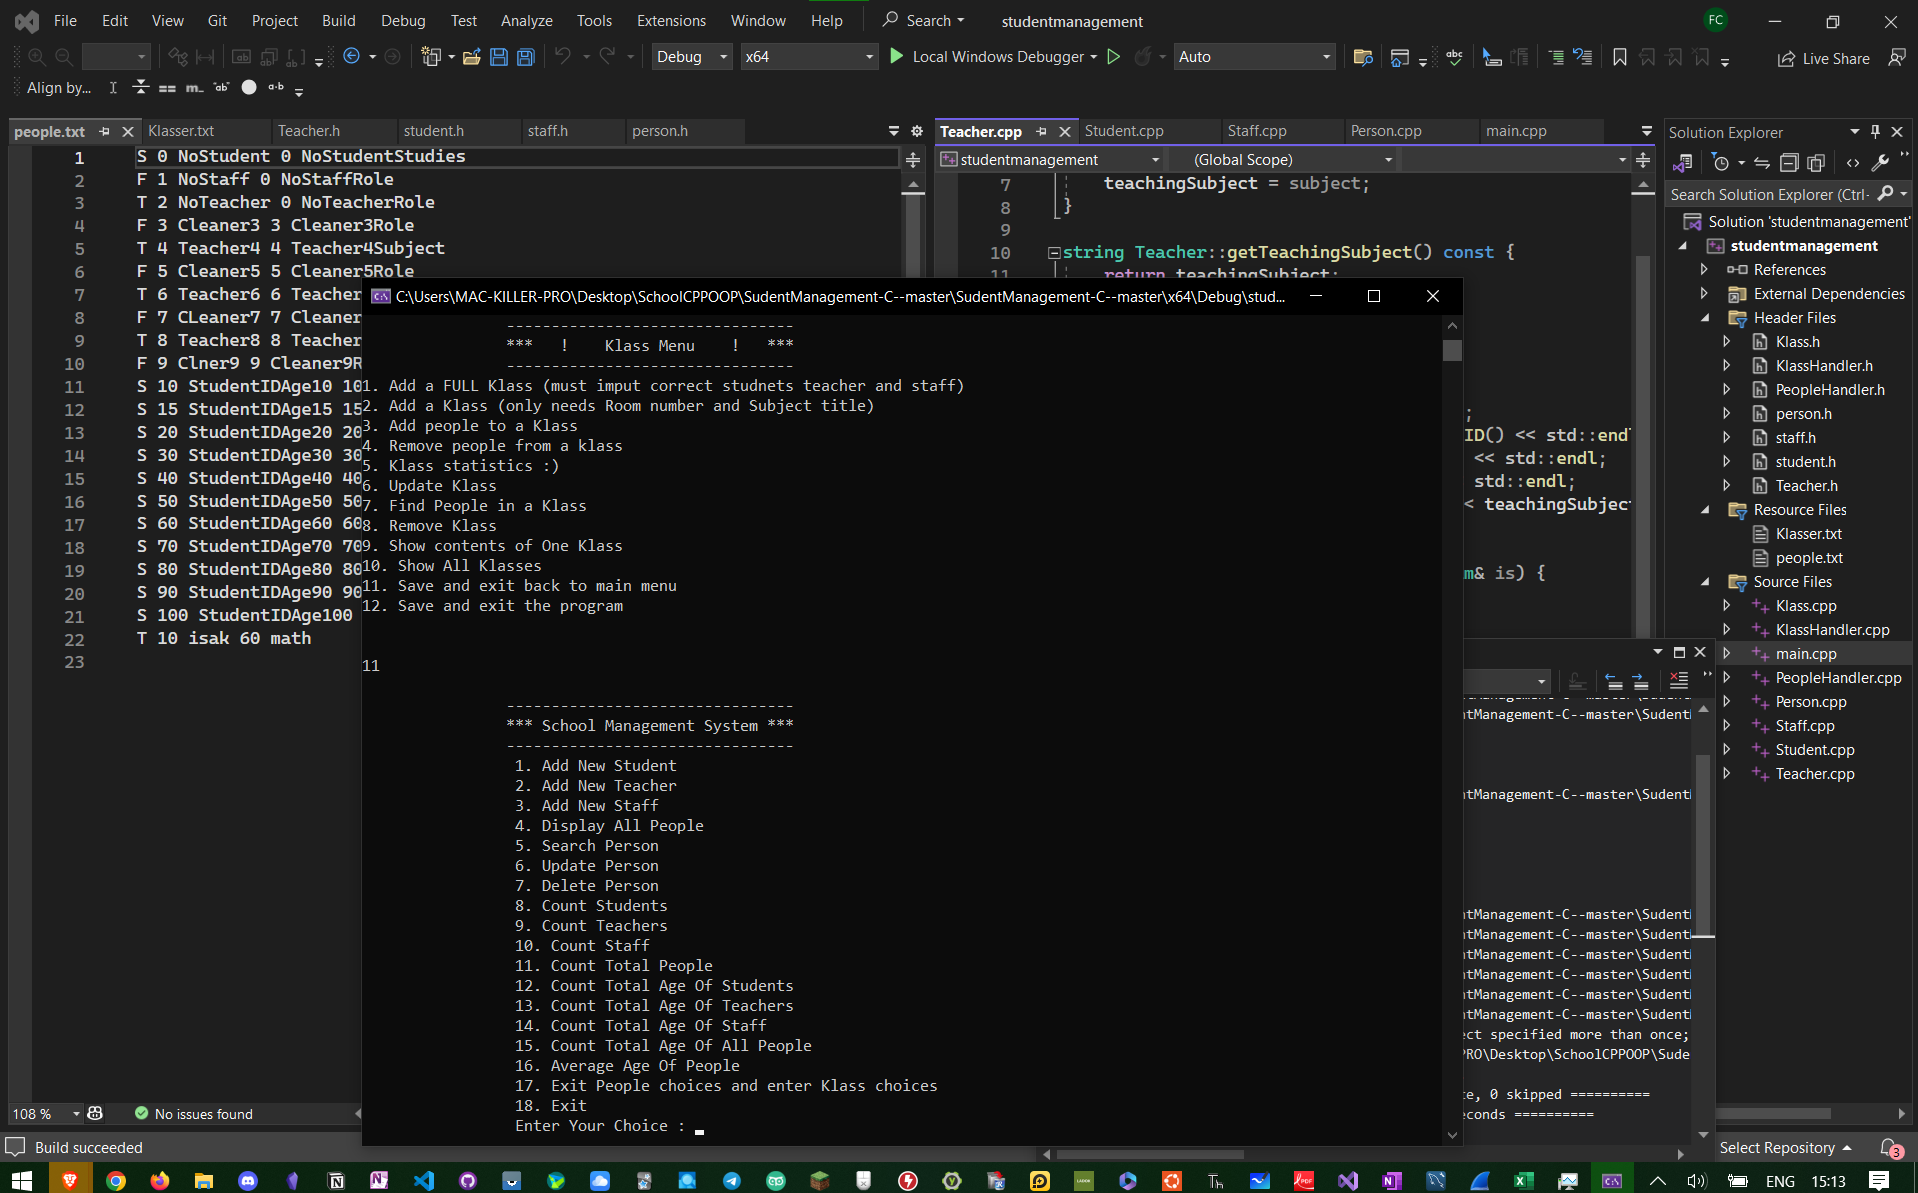 File Edit View Git Project Build Debug Test Analyze Tools Extensions Window Help Search studentmanagement FC
Debug x64 Local Windows Debugger Auto Live Share
Align by...
people.txt Klasser.txt Teacher.h student.h staff.h person.h
1 S 0 NoStudent 0 NoStudentStudies
2 F 1 NoStaff 0 NoStaffRole
3 T 2 NoTeacher 0 NoTeacherRole
4 F 3 Cleaner3 3 Cleaner3Role
5 T 4 Teacher4 4 Teacher4Subject
6 F 5 Cleaner5 5 Cleaner5Role
7 T 6 Teacher6 6 Teacher
8 F 7 CLeaner7 7 Cleaner
9 T 8 Teacher8 8 Teacher
10 F 9 Clner9 9 Cleaner9R
11 S 10 StudentIDAge10 10
12 S 15 StudentIDAge15 15
13 S 20 StudentIDAge20 20
14 S 30 StudentIDAge30 30
15 S 40 StudentIDAge40 40
16 S 50 StudentIDAge50 50
17 S 60 StudentIDAge60 60
18 S 70 StudentIDAge70 70
19 S 80 StudentIDAge80 80
20 S 90 StudentIDAge90 90
21 S 100 StudentIDAge100
22 T 10 isak 60 math
23
108 % No issues found
Teacher.cpp Student.cpp Staff.cpp Person.cpp main.cpp
studentmanagement (Global Scope)
7 teachingSubject = subject;
8 }
9
10 string Teacher::getTeachingSubject() const {
11 return teachingSubject;
;
ID() << std::endl
<< std::endl;
std::endl;
< teachingSubject
m& is) {
C:\Users\MAC-KILLER-PRO\Desktop\SchoolCPPOOP\SudentManagement-C--master\SudentManagement-C--master\x64\Debug\stud...
--------------------------------
*** ! Klass Menu ! ***
--------------------------------
1. Add a FULL Klass (must imput correct studnets teacher and staff)
2. Add a Klass (only needs Room number and Subject title)
3. Add people to a Klass
4. Remove people from a klass
5. Klass statistics :)
6. Update Klass
7. Find People in a Klass
8. Remove Klass
9. Show contents of One Klass
10. Show All Klasses
11. Save and exit back to main menu
12. Save and exit the program
11
--------------------------------
*** School Management System ***
--------------------------------
1. Add New Student
2. Add New Teacher
3. Add New Staff
4. Display All People
5. Search Person
6. Update Person
7. Delete Person
8. Count Students
9. Count Teachers
10. Count Staff
11. Count Total People
12. Count Total Age Of Students
13. Count Total Age Of Teachers
14. Count Total Age Of Staff
15. Count Total Age Of All People
16. Average Age Of People
17. Exit People choices and enter Klass choices
18. Exit
Enter Your Choice :
ntManagement-C--master\Sudent
ntManagement-C--master\Sudent
ntManagement-C--master\Sudent
ntManagement-C--master\Sudent
ntManagement-C--master\Sudent
ntManagement-C--master\Sudent
ntManagement-C--master\Sudent
ntManagement-C--master\Sudent
ect specified more than once;
PRO\Desktop\SchoolCPPOOP\Sude
te, 0 skipped ==========
econds ==========
Solution Explorer
Search Solution Explorer (Ctrl-
Solution 'studentmanagement'
studentmanagement
References
External Dependencies
Header Files
Klass.h
KlassHandler.h
PeopleHandler.h
person.h
staff.h
student.h
Teacher.h
Resource Files
Klasser.txt
people.txt
Source Files
Klass.cpp
KlassHandler.cpp
main.cpp
PeopleHandler.cpp
Person.cpp
Staff.cpp
Student.cpp
Teacher.cpp
Build succeeded Select Repository 3
ENG 15:13